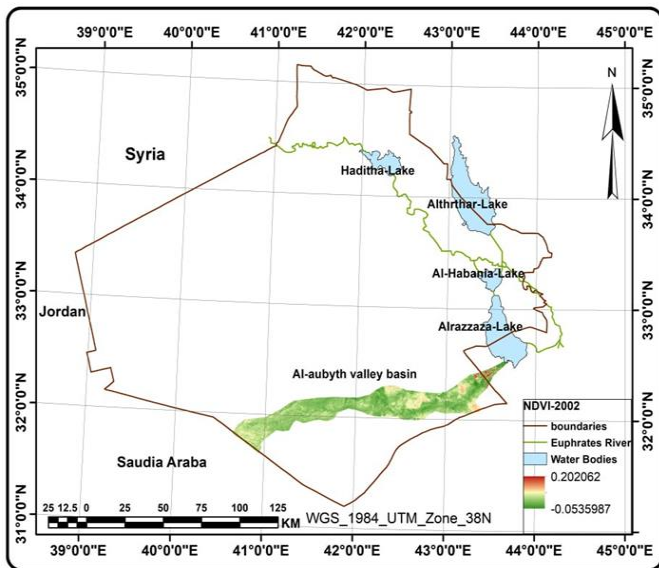 39°0'0"E 40°0'0"E 41°0'0"E 42°0'0"E 43°0'0"E 44°0'0"E 45°0'0"E
35°0'0"N
34°0'0"N
33°0'0"N
32°0'0"N
31°0'0"N
N
35°0'0"N
34°0'0"N
33°0'0"N
32°0'0"N
Syria
Haditha-Lake
Althrthar-Lake
Al-Habania-Lake
Jordan
Alrazzaza-Lake
Al-aubyth valley basin
Saudia Araba
NDVI-2002
boundaries
Euphrates River
Water Bodies
0.202062
-0.0535987
25 12.5 0 25 50 75 100 125
KM
WGS_1984_UTM_Zone_38N
39°0'0"E 40°0'0"E 41°0'0"E 42°0'0"E 43°0'0"E 44°0'0"E 45°0'0"E